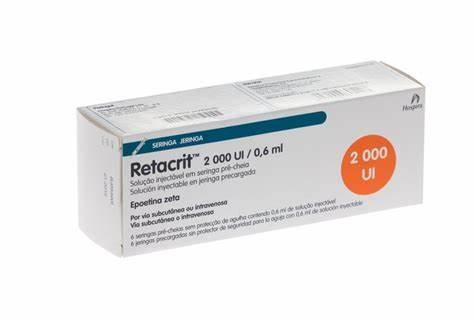 Hospira
SERINGA JERINGA
Retacrit™ 2 000 UI / 0,6 ml
Solução injectável em seringa pré-cheia
Solución inyectable en jeringa precargada
Epoetina zeta
Por via subcutânea ou intravenosa
Vía subcutánea o intravenosa
6 seringas pré-cheias sem protecção de agulha contendo 0,6 ml de solução injectável
6 jeringas precargadas sin protector de seguridad para la aguja con 0,6 ml de solución inyectable
2 000
UI